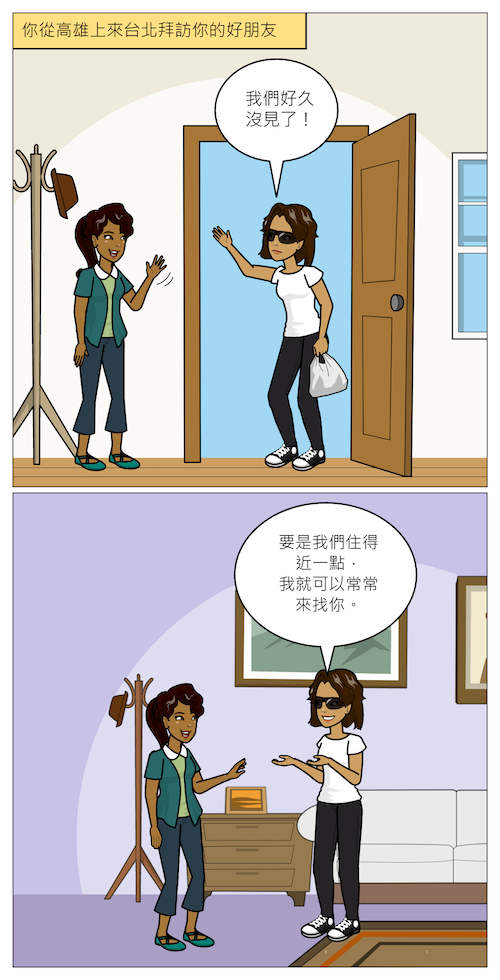 你從高雄上來台北拜訪你的好朋友
我們好久
沒見了！
要是我們住得
近一點，
我就可以常常
來找你。